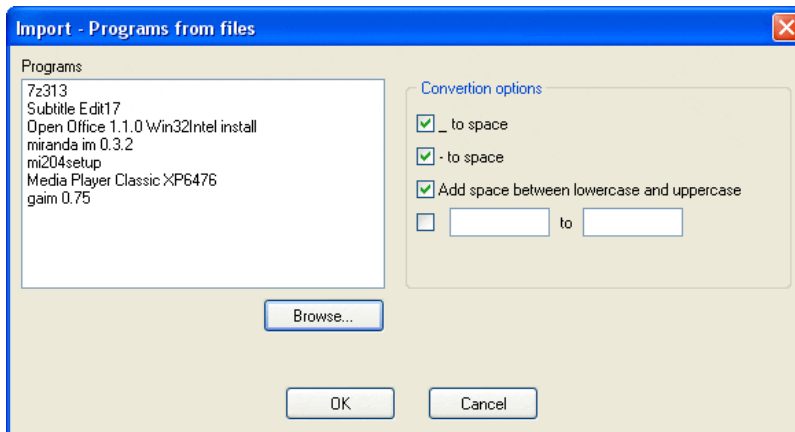 Import - Programs from files
Programs
7z313
Subtitle Edit17
Open Office 1.1.0 Win32Intel install
miranda im 0.3.2
mi204setup
Media Player Classic XP6476
gaim 0.75
Convertion options
_ to space
- to space
Add space between lowercase and uppercase
to
Browse...
OK
Cancel